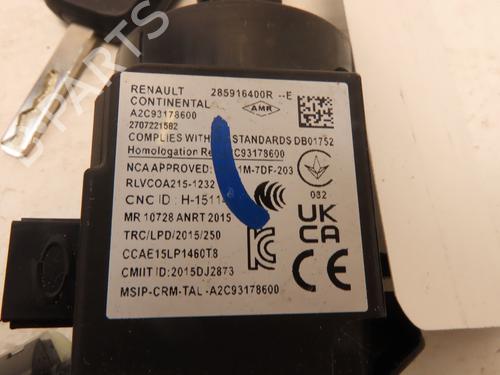 RENAULT 285916400R --E
CONTINENTAL AMR
A2C93178600
2707221582
COMPLIES WITH STANDARDS DB01752
Homologation 2C93178600
NCA APPROVED: 1M-7DF-203
RLVCOA215-1232
082
CNC ID: H-1511
MR 10728 ANRT 2015
UK
CA
TRC/LPD/2015/250
CCAE15LP1460T8
CE
CMIIT ID:2015DJ2873
MSIP-CRM-TAL-A2C93178600
PARTS